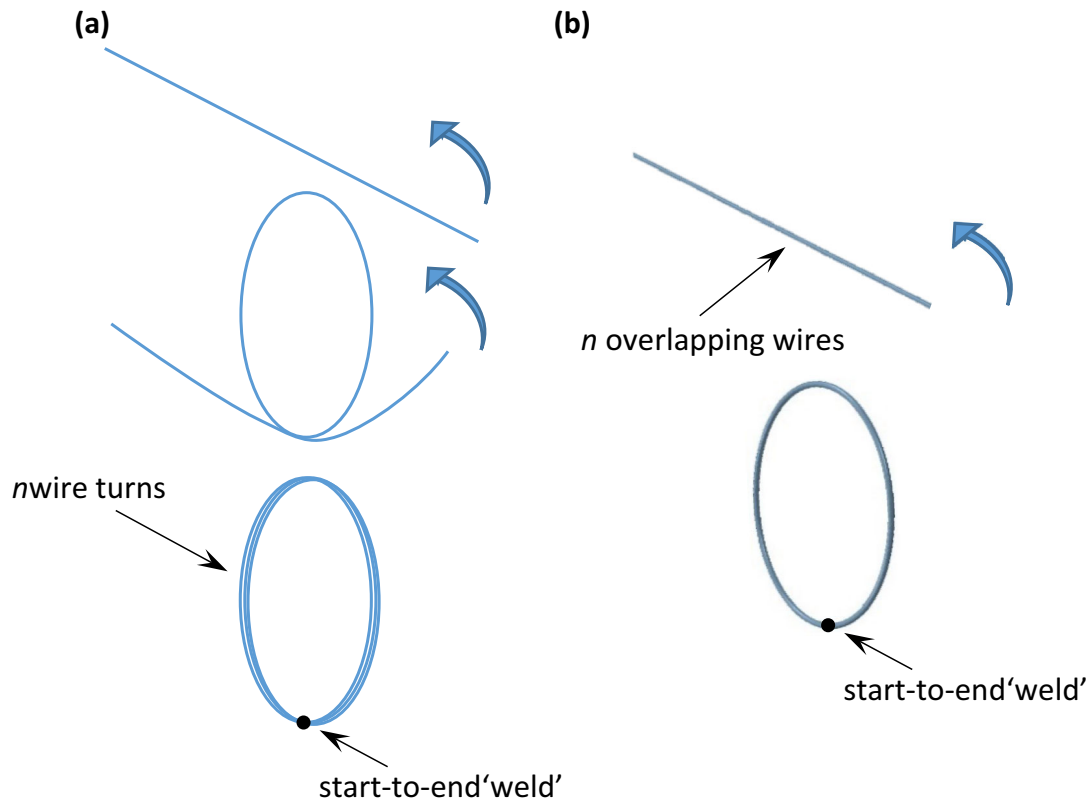 (a)
nwire turns
start-to-end‘weld’
(b)
n overlapping wires
start-to-end‘weld’